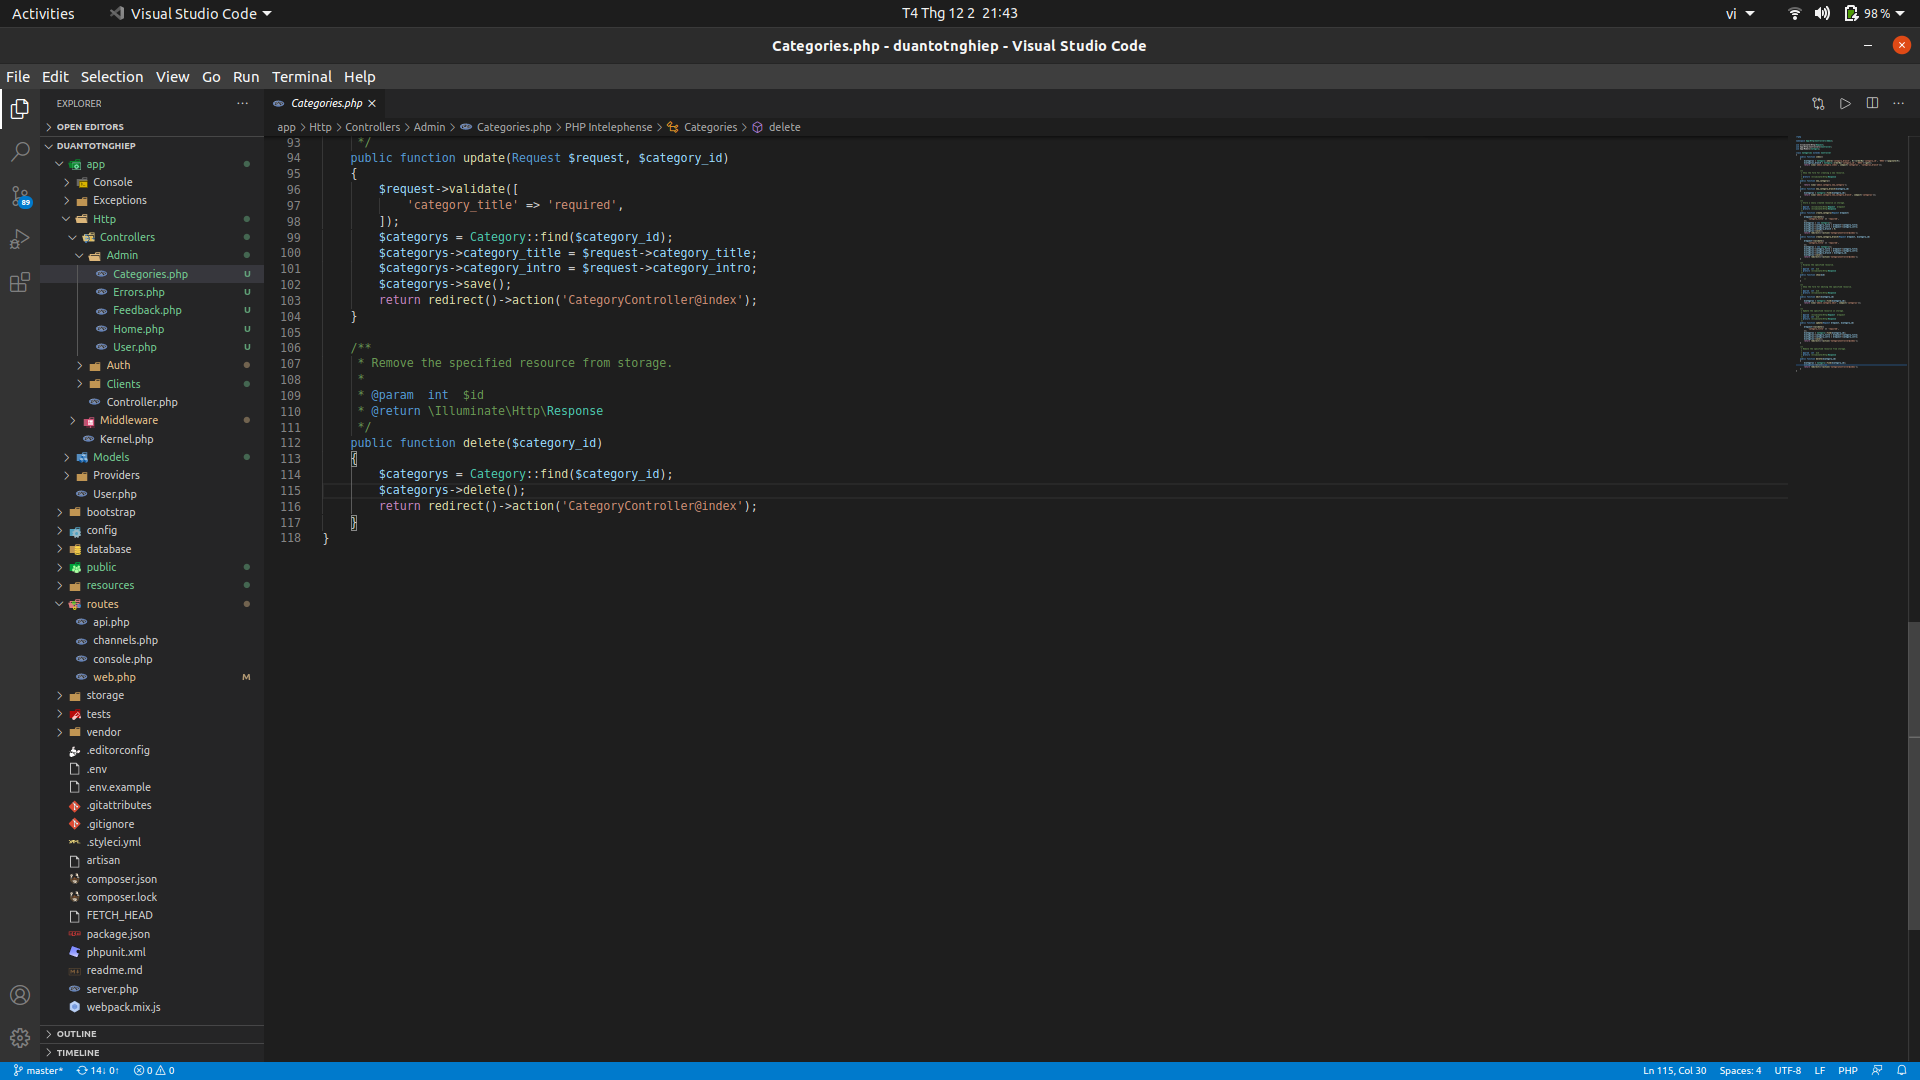 Activities
Visual Studio Code
T4 Thg 12 2 21:43
vi
98 %
Categories.php - duantotnghiep - Visual Studio Code
File Edit Selection View Go Run Terminal Help
EXPLORER
Categories.php
OPEN EDITORS
app > Http > Controllers > Admin > Categories.php > PHP Intelephense > Categories > delete
DUANTOTNGHIEP
app
Console
Exceptions
Http
Controllers
Admin
Categories.php U
Errors.php U
Feedback.php U
Home.php U
User.php U
Auth
Clients
Controller.php
Middleware
Kernel.php
Models
Providers
User.php
bootstrap
config
database
public
resources
routes
api.php
channels.php
console.php
web.php M
storage
tests
vendor
.editorconfig
.env
.env.example
.gitattributes
.gitignore
.styleci.yml
artisan
composer.json
composer.lock
FETCH_HEAD
package.json
phpunit.xml
readme.md
server.php
webpack.mix.js
OUTLINE
TIMELINE
89
93 */
94 public function update(Request $request, $category_id)
95 {
96 $request->validate([
97 'category_title' => 'required',
98 ]);
99 $categorys = Category::find($category_id);
100 $categorys->category_title = $request->category_title;
101 $categorys->category_intro = $request->category_intro;
102 $categorys->save();
103 return redirect()->action('CategoryController@index');
104 }
105
106 /**
107 * Remove the specified resource from storage.
108 *
109 * @param  int  $id
110 * @return \Illuminate\Http\Response
111 */
112 public function delete($category_id)
113 {
114 $categorys = Category::find($category_id);
115 $categorys->delete();
116 return redirect()->action('CategoryController@index');
117 }
118 }
master* 14↓ 0↑ 0 0
Ln 115, Col 30 Spaces: 4 UTF-8 LF PHP